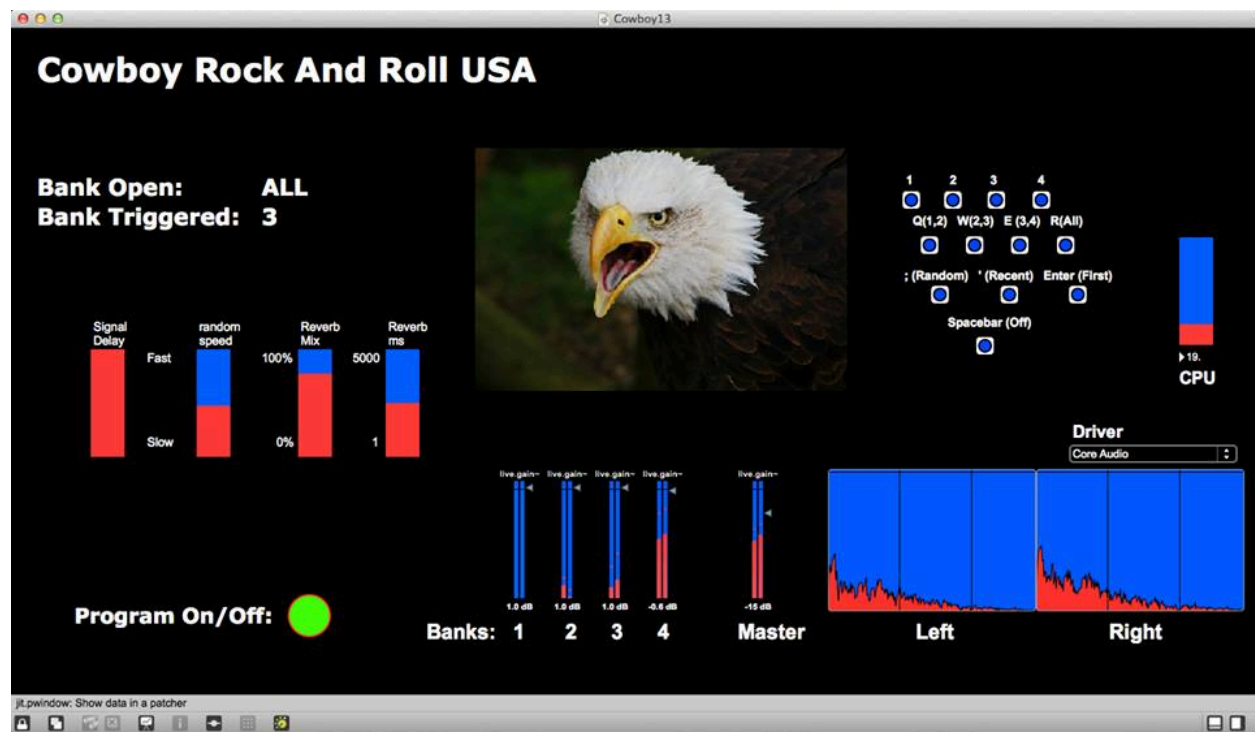 Cowboy13
Cowboy Rock And Roll USA
Bank Open: ALL
Bank Triggered: 3
1 2 3 4
Q(1,2) W(2,3) E (3,4) R(All)
; (Random) ' (Recent) Enter (First)
Spacebar (Off)
19.
CPU
Signal Delay
random speed
Reverb Mix
Reverb ms
Fast
Slow
100%
0%
5000
1
Driver
Core Audio
live.gain~ live.gain~ live.gain~ live.gain~ live.gain~
1.0 dB 1.0 dB 1.0 dB -0.6 dB -15 dB
Program On/Off:
Banks: 1 2 3 4 Master Left Right
jit.pwindow: Show data in a patcher